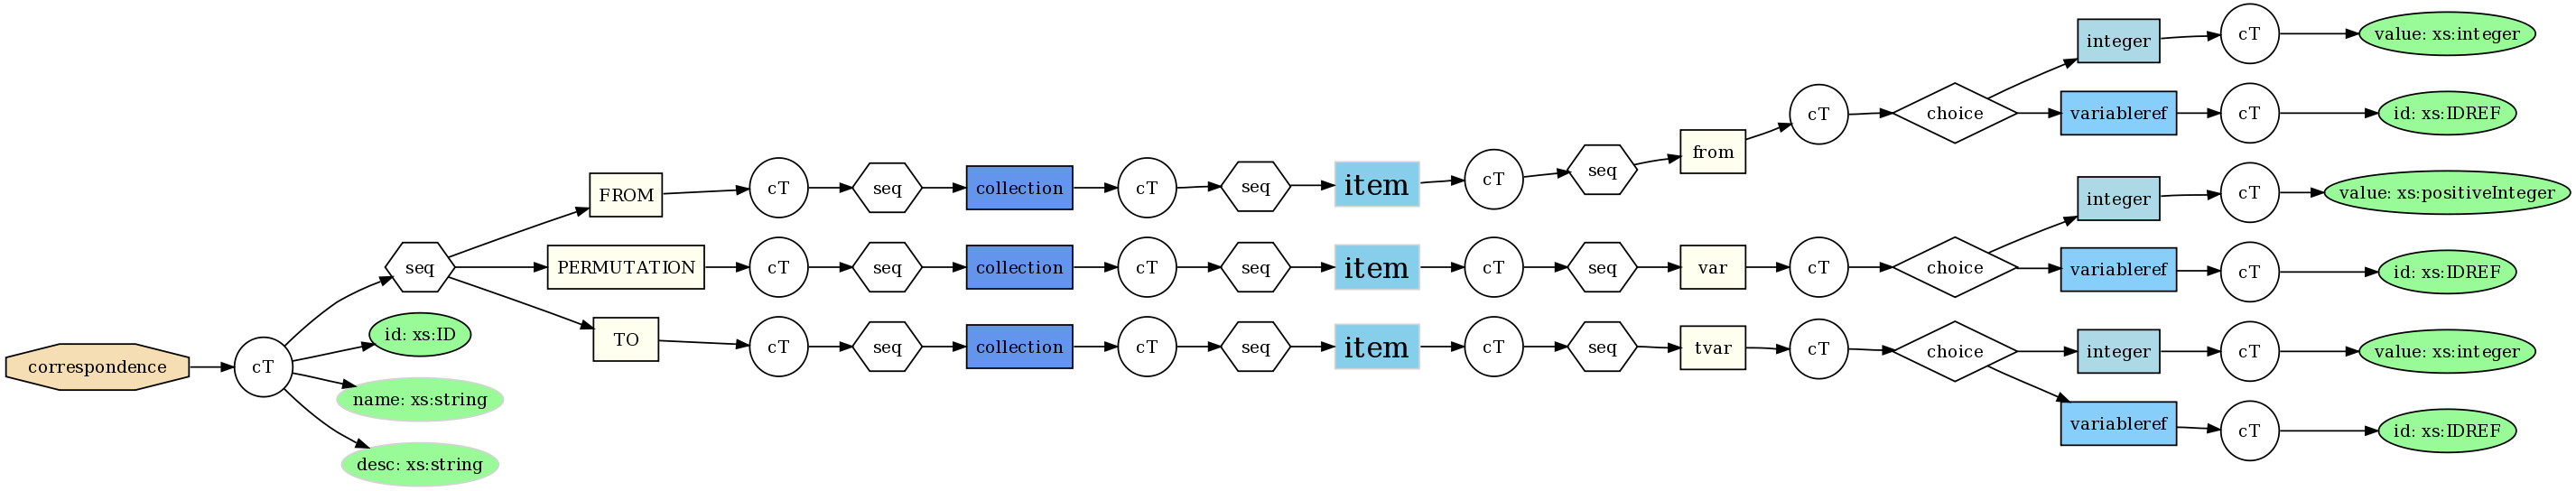 correspondence
cT
seq
id: xs:ID
name: xs:string
desc: xs:string
FROM
cT
seq
collection
cT
seq
item
cT
seq
from
cT
choice
integer
cT
value: xs:integer
variableref
cT
id: xs:IDREF
PERMUTATION
cT
seq
collection
cT
seq
item
cT
seq
var
cT
choice
integer
cT
value: xs:positiveInteger
variableref
cT
id: xs:IDREF
TO
cT
seq
collection
cT
seq
item
cT
seq
tvar
cT
choice
integer
cT
value: xs:integer
variableref
cT
id: xs:IDREF